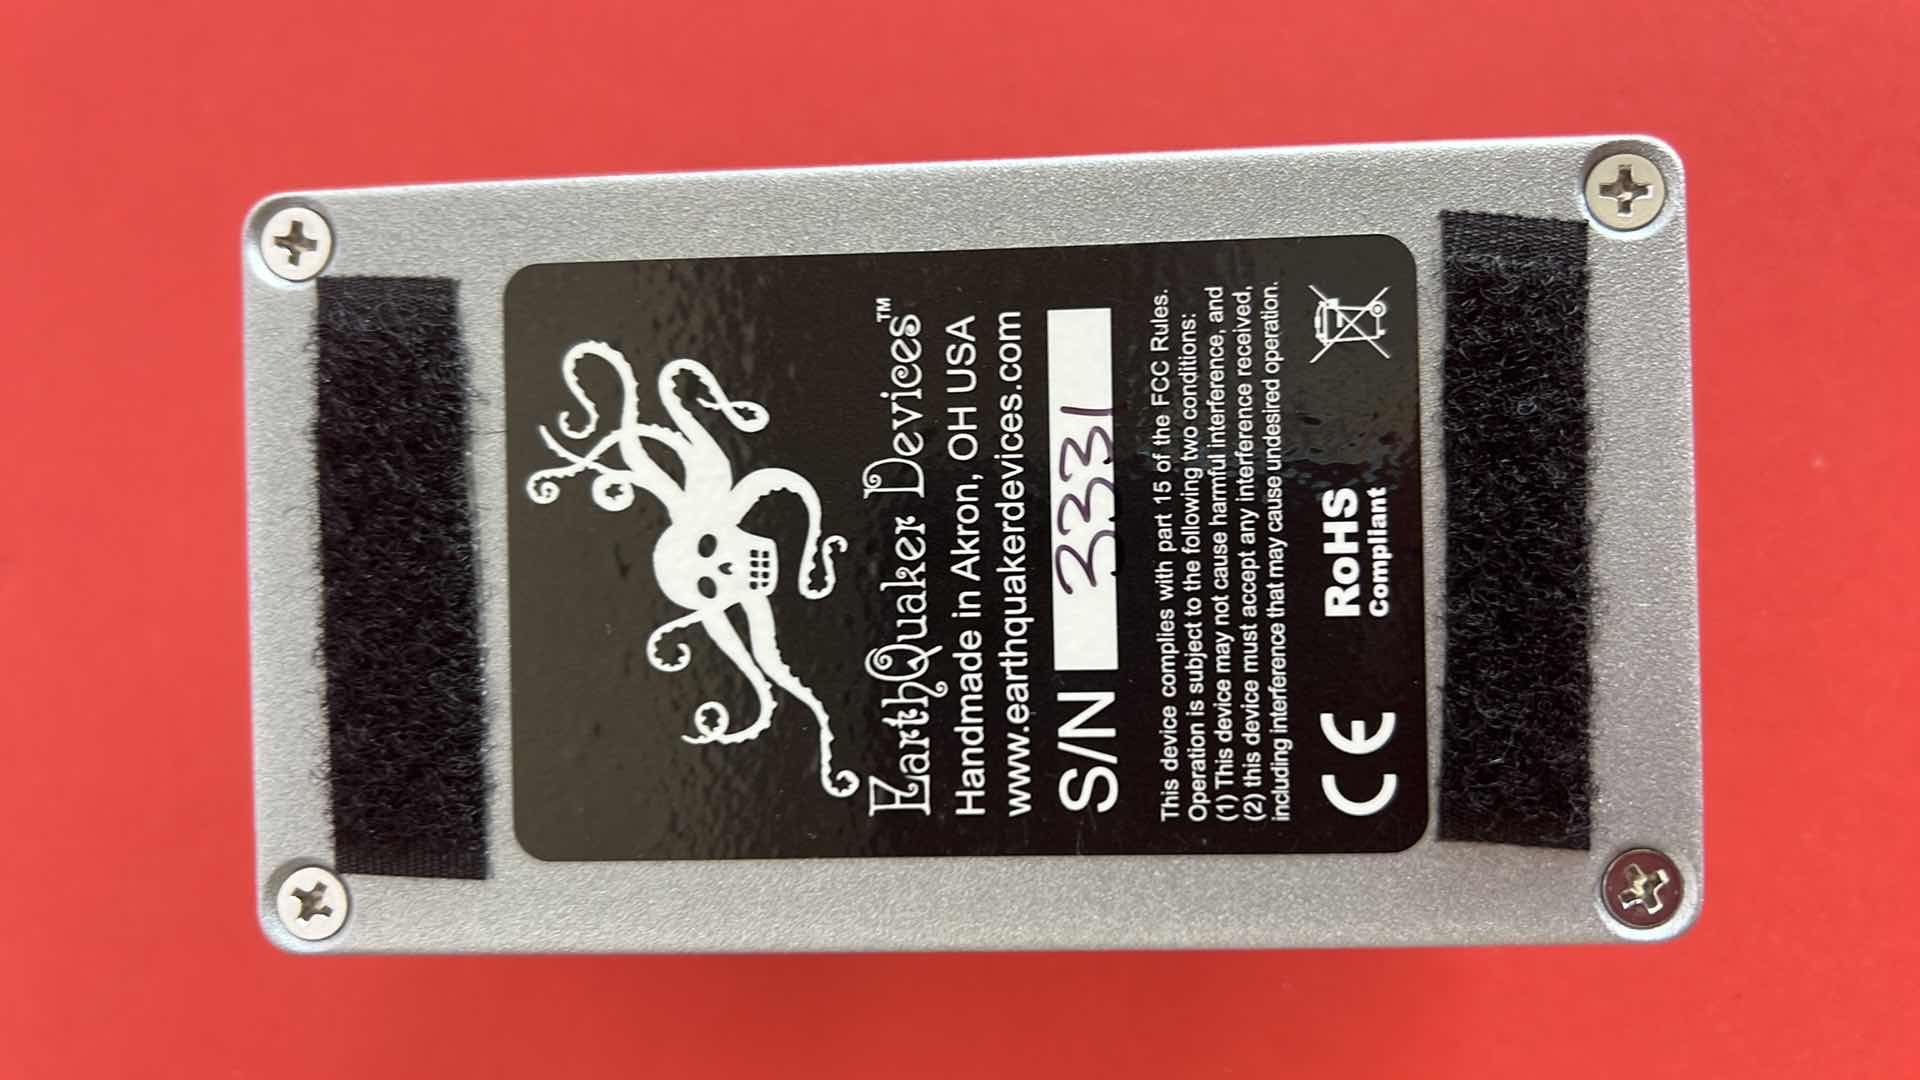 EarthQuaker Devices™
Handmade in Akron, OH USA
www.earthquakerdevices.com
S/N 3331
This device complies with part 15 of the FCC Rules.
Operation is subject to the following two conditions:
(1) This device may not cause harmful interference, and
(2) this device must accept any interference received,
including interference that may cause undesired operation.
CE RoHS
Compliant